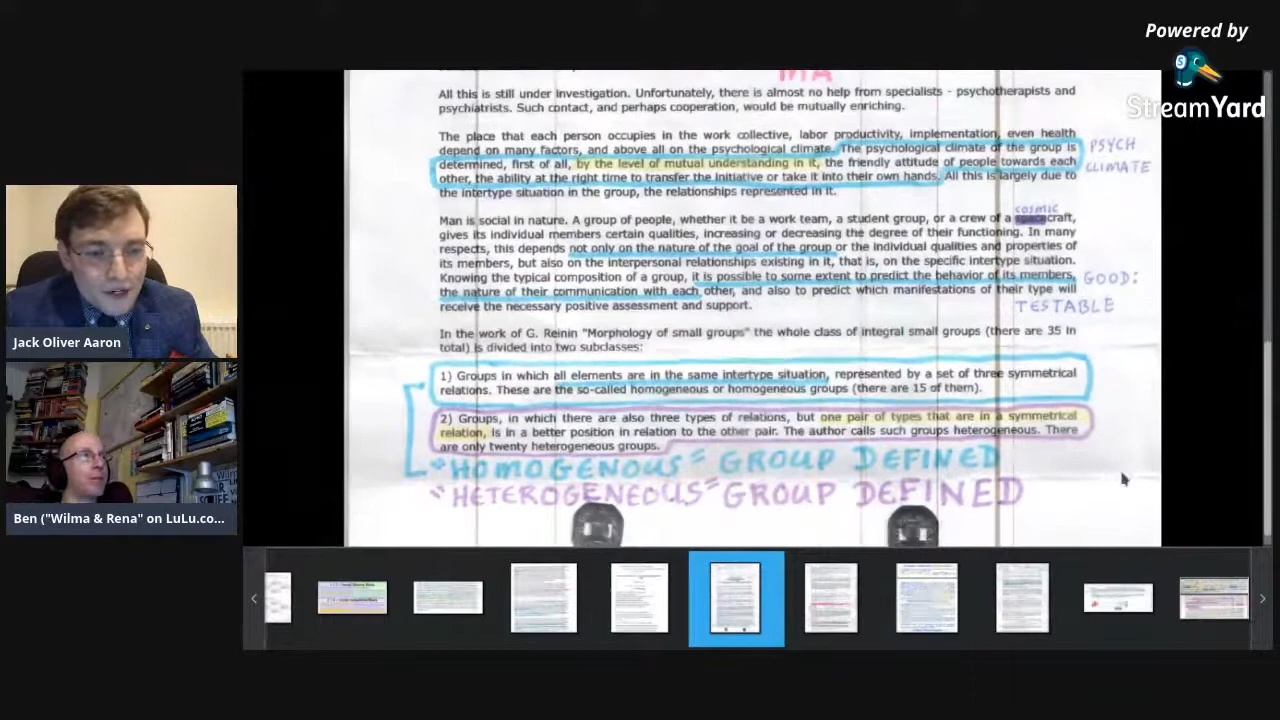 Powered by
StreamYard
MA
All this is still under investigation. Unfortunately, there is almost no help from specialists - psychotherapists and
psychiatrists. Such contact, and perhaps cooperation, would be mutually enriching.
The place that each person occupies in the work collective, labor productivity, implementation, even health
depend on many factors, and above all on the psychological climate. The psychological climate of the group is
determined, first of all, by the level of mutual understanding in it, the friendly attitude of people towards each
other, the ability at the right time to transfer the initiative or take it into their own hands. All this is largely due to
the intertype situation in the group, the relationships represented in it.
PSYCH
CLIMATE
cosmic
Man is social in nature. A group of people, whether it be a work team, a student group, or a crew of a spacecraft,
gives its individual members certain qualities, increasing or decreasing the degree of their functioning. In many
respects, this depends not only on the nature of the goal of the group or the individual qualities and properties of
its members, but also on the interpersonal relationships existing in it, that is, on the specific intertype situation.
Knowing the typical composition of a group, it is possible to some extent to predict the behavior of its members,
the nature of their communication with each other, and also to predict which manifestations of their type will
receive the necessary positive assessment and support.
GOOD:
TESTABLE
In the work of G. Reinin "Morphology of small groups" the whole class of integral small groups (there are 35 in
total) is divided into two subclasses:
1) Groups in which all elements are in the same intertype situation, represented by a set of three symmetrical
relations. These are the so-called homogeneous or homogenous groups (there are 15 of them).
2) Groups, in which there are also three types of relations, but one pair of types that are in a symmetrical
relation, is in a better position in relation to the other pair. The author calls such groups heterogeneous. There
are only twenty heterogeneous groups.
"HOMOGENOUS" GROUP DEFINED
"HETEROGENEOUS" GROUP DEFINED
Jack Oliver Aaron
Ben ("Wilma & Rena" on LuLu.co...